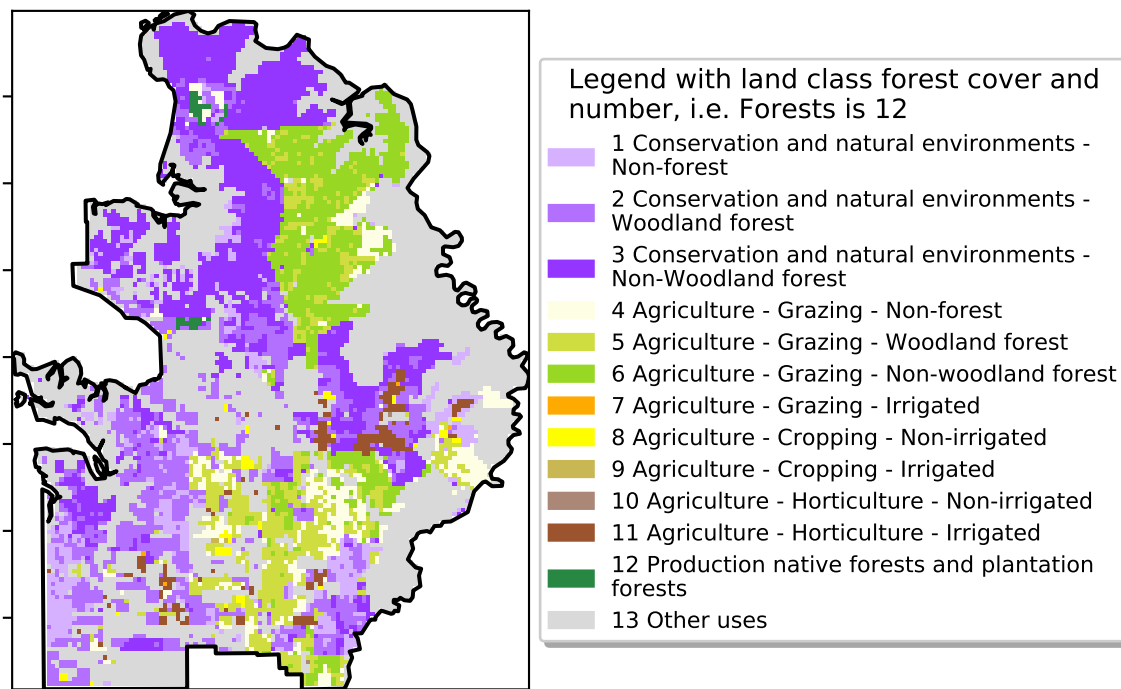 Legend with land class forest cover and
number, i.e. Forests is 12
1 Conservation and natural environments -
Non-forest
2 Conservation and natural environments -
Woodland forest
3 Conservation and natural environments -
Non-Woodland forest
4 Agriculture - Grazing - Non-forest
5 Agriculture - Grazing - Woodland forest
6 Agriculture - Grazing - Non-woodland forest
7 Agriculture - Grazing - Irrigated
8 Agriculture - Cropping - Non-irrigated
9 Agriculture - Cropping - Irrigated
10 Agriculture - Horticulture - Non-irrigated
11 Agriculture - Horticulture - Irrigated
12 Production native forests and plantation
forests
13 Other uses